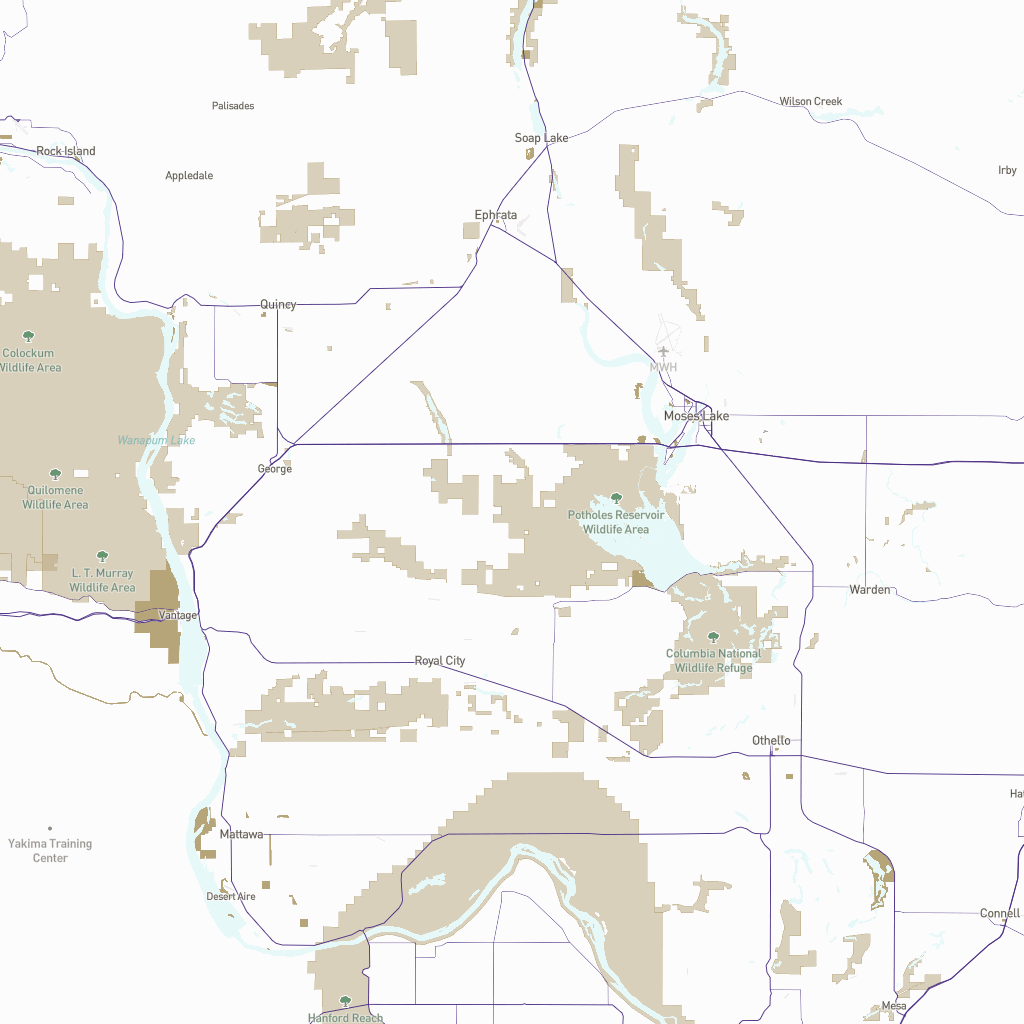 Palisades
Wilson Creek
Soap Lake
Rock Island
Appledale
Irby
Ephrata
Quincy
Colockum
Wildlife Area
MWH
Moses Lake
Wanapum Lake
George
Quilomene
Wildlife Area
Potholes Reservoir
Wildlife Area
L. T. Murray
Wildlife Area
Warden
Vantage
Columbia National
Wildlife Refuge
Royal City
Othello
Hat
Mattawa
Yakima Training
Center
Desert Aire
Connell
Mesa
Hanford Reach